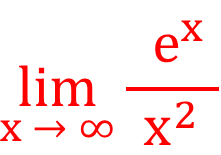 lim e^x / x^2
x → ∞